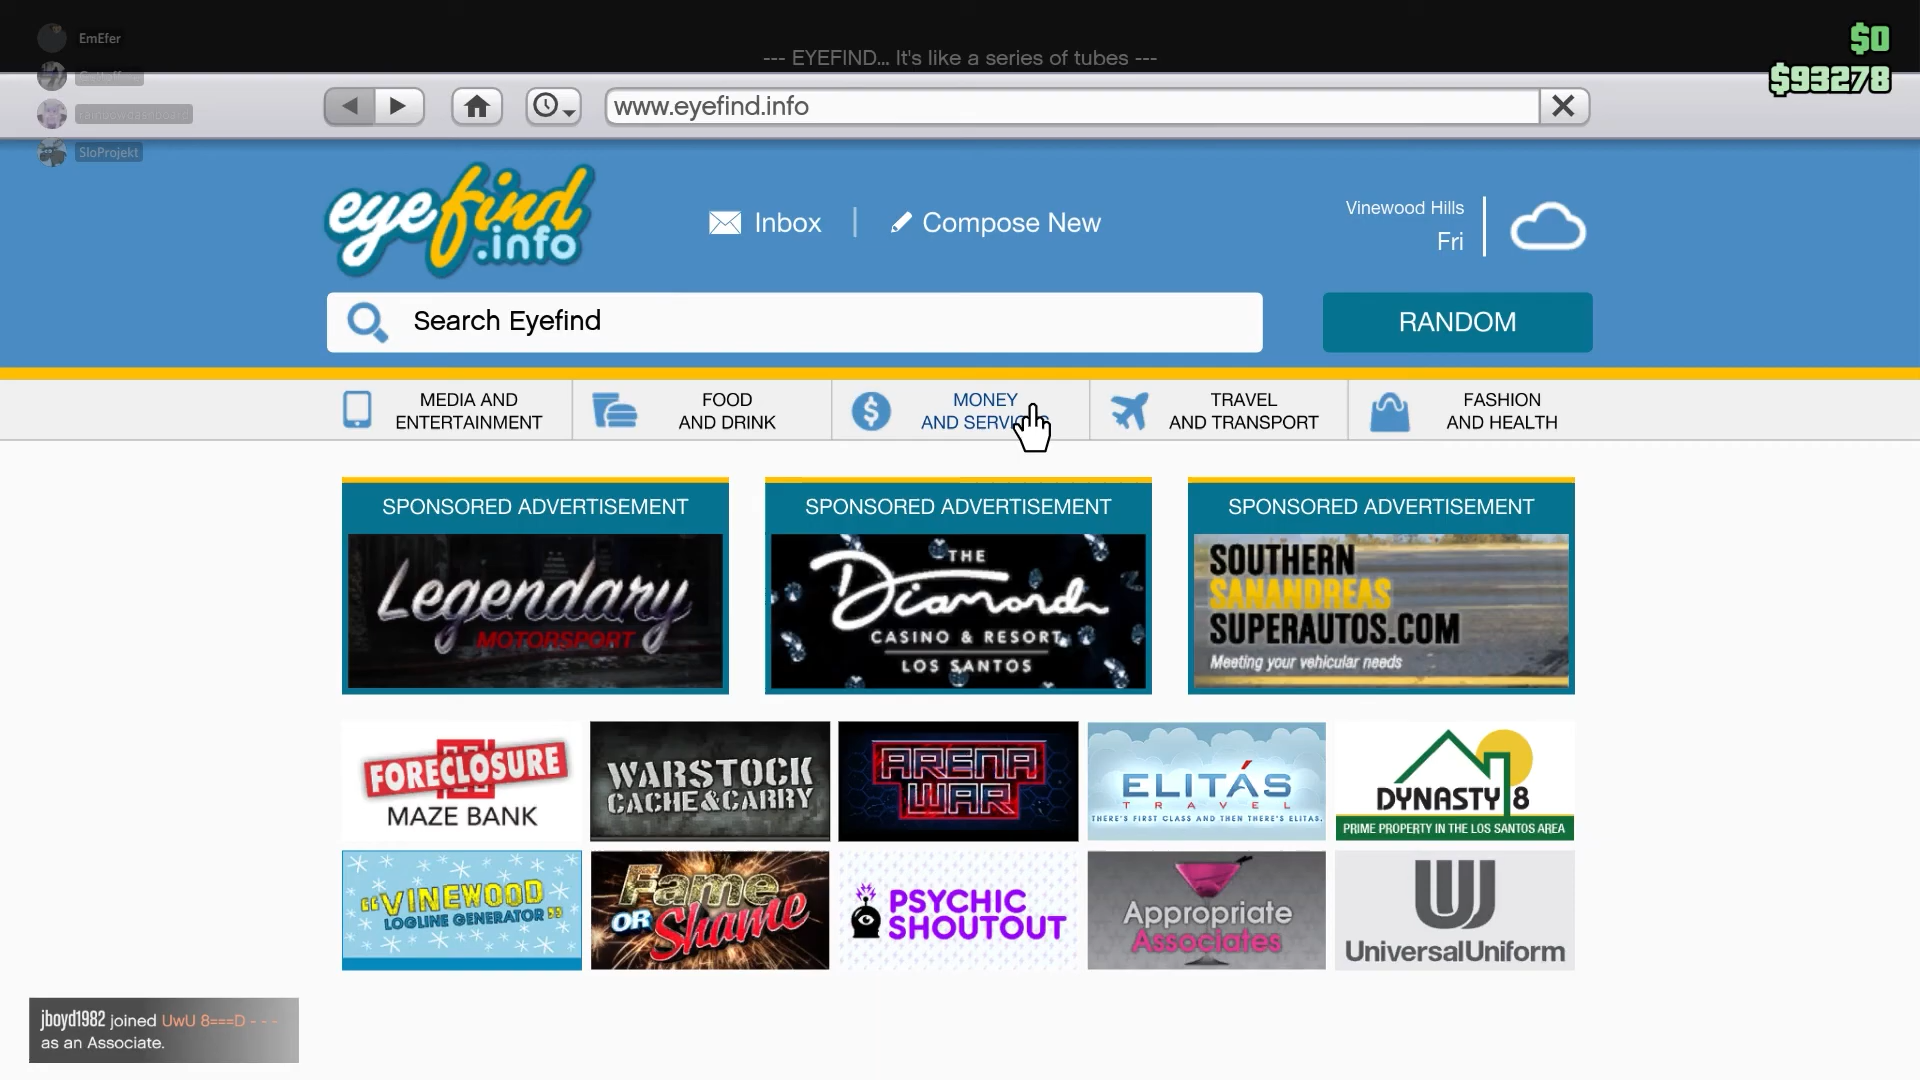 EmEfer
--- EYEFIND... It's like a series of tubes ---
$0
$93278
www.eyefind.info
SloProjekt
eyefind
.info
Inbox
Compose New
Vinewood Hills
Fri
Search Eyefind
RANDOM
MEDIA AND
ENTERTAINMENT
FOOD
AND DRINK
MONEY
TRAVEL
AND TRANSPORT
FASHION
AND HEALTH
SPONSORED ADVERTISEMENT
Legendary
MOTORSPORT
SPONSORED ADVERTISEMENT
THE
Diamond
CASINO & RESORT
LOS SANTOS
SPONSORED ADVERTISEMENT
SOUTHERN
SANANDREAS
SUPERAUTOS.COM
Meeting your vehicular needs
FORECLOSURE
MAZE BANK
WARSTOCK
CACHE&CARRY
ARENA
WAR
ELITÁS
TRAVEL
THERE'S FIRST CLASS AND THEN THERE'S ELITAS.
DYNASTY 8
PRIME PROPERTY IN THE LOS SANTOS AREA
"VINEWOOD
LOGLINE GENERATOR"
Fame
OR Shame
PSYCHIC
SHOUTOUT
Appropriate
Associates
UniversalUniform
jboyd1982 joined UwU 8===D - - -
as an Associate.